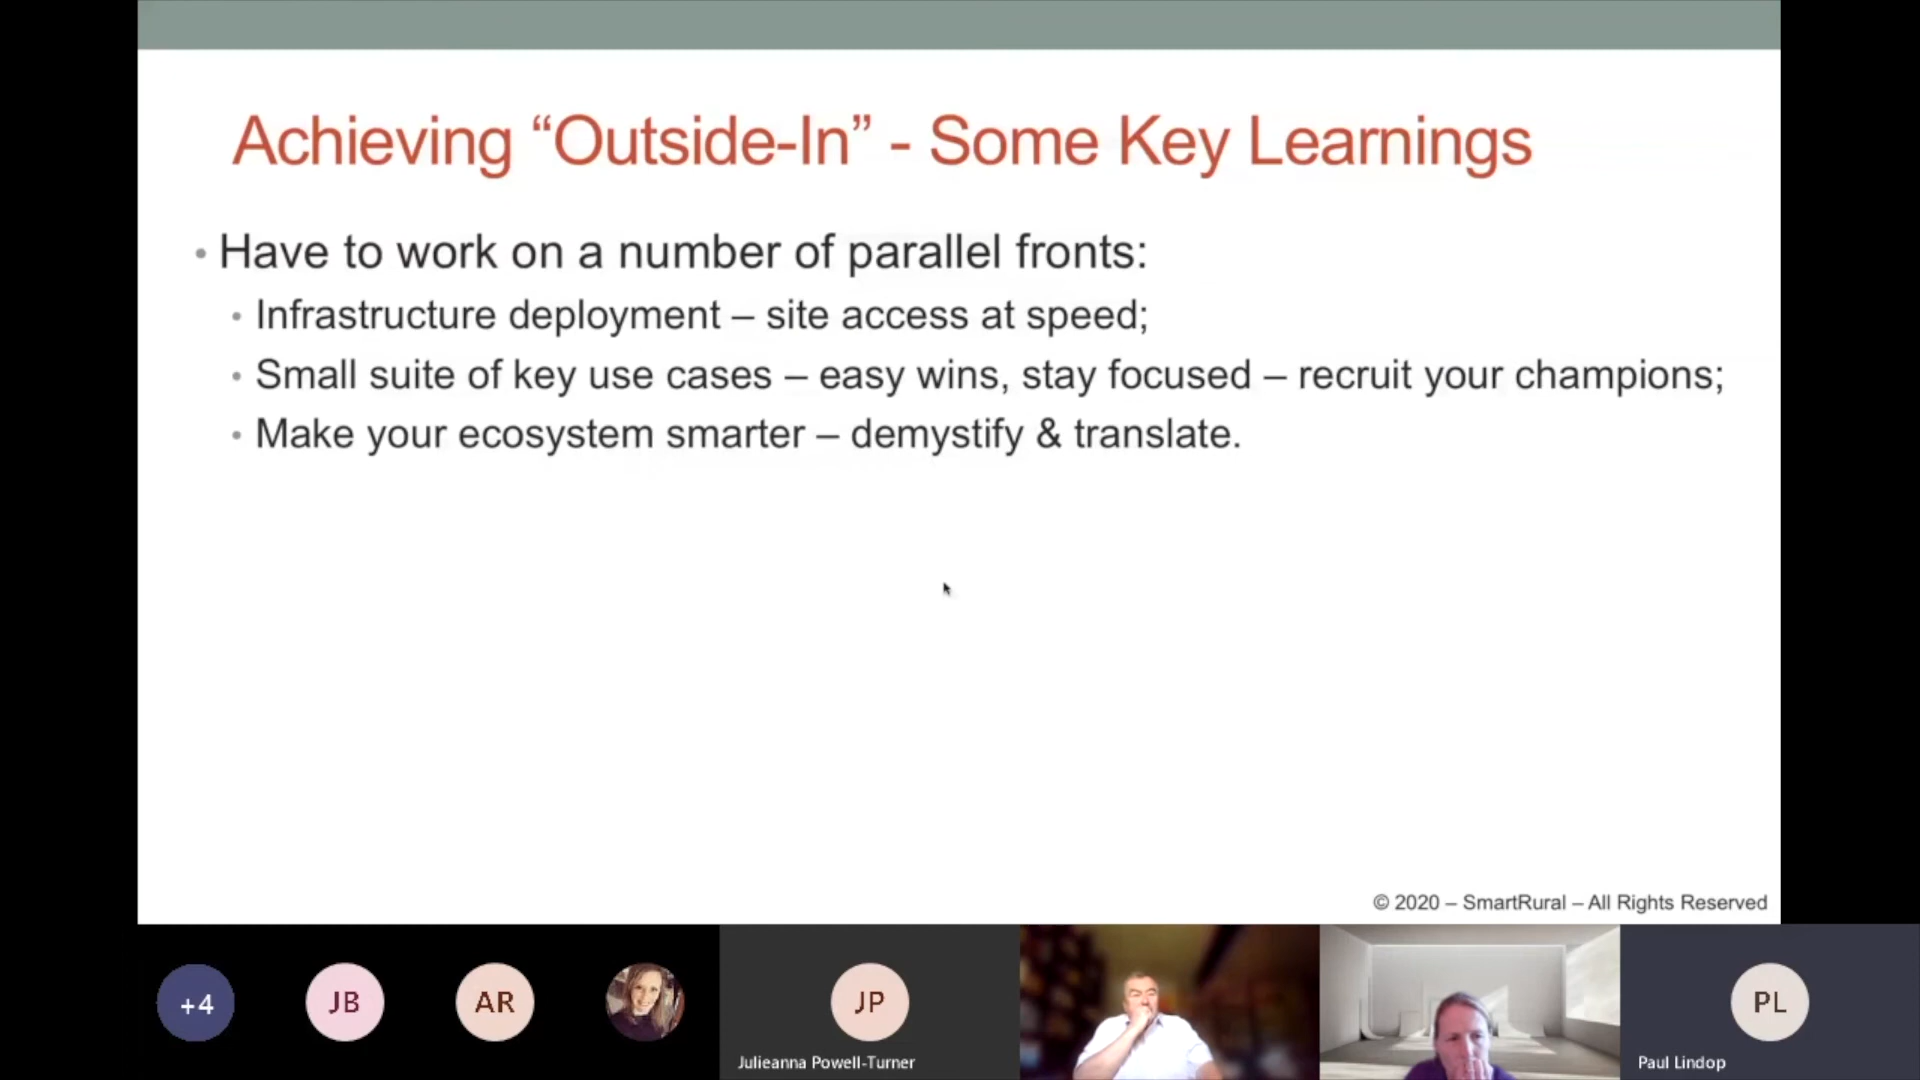 Achieving “Outside-In” - Some Key Learnings
• Have to work on a number of parallel fronts:
• Infrastructure deployment – site access at speed;
• Small suite of key use cases – easy wins, stay focused – recruit your champions;
• Make your ecosystem smarter – demystify & translate.
© 2020 – SmartRural – All Rights Reserved
+4
JB
AR
JP
PL
Julieanna Powell-Turner
Paul Lindop